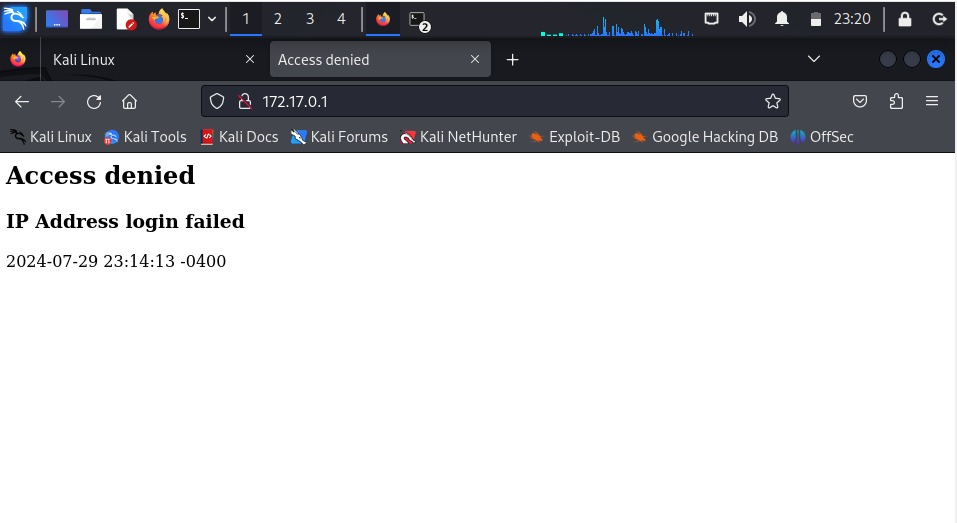 1 2 3 4 2 23:20
Kali Linux Access denied
172.17.0.1
Kali Linux Kali Tools Kali Docs Kali Forums Kali NetHunter Exploit-DB Google Hacking DB OffSec
Access denied
IP Address login failed
2024-07-29 23:14:13 -0400